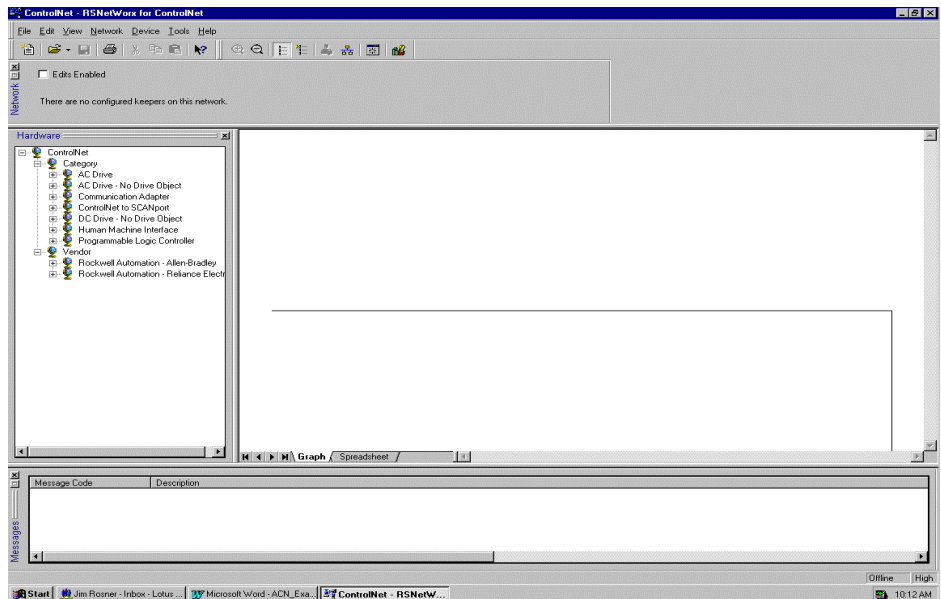 ControlNet - RSNetWorx for ControlNet
File Edit View Network Device Tools Help
Network
Edits Enabled
There are no configured keepers on this network.
Hardware
ControlNet
Category
AC Drive
AC Drive - No Drive Object
Communication Adapter
ControlNet to SCANport
DC Drive - No Drive Object
Human Machine Interface
Programmable Logic Controller
Vendor
Rockwell Automation - Allen-Bradley
Rockwell Automation - Reliance Electr
Graph Spreadsheet
Messages
Message Code Description
Offline High
Start Jim Rosner - Inbox - Lotus ... Microsoft Word - ACN_Exa... ControlNet - RSNetW... 10:12 AM